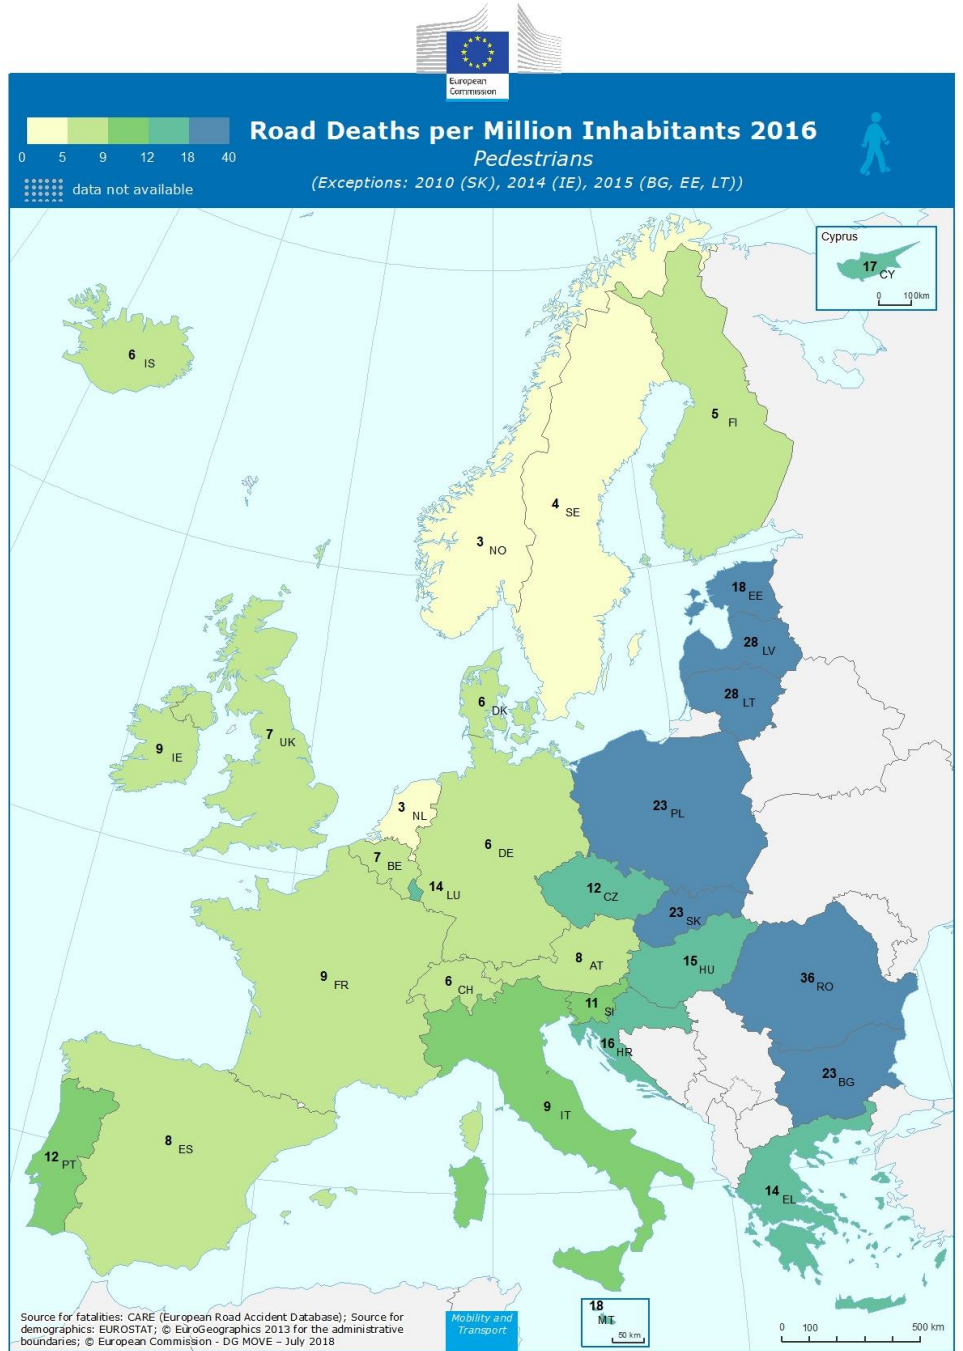 European
Commission
Road Deaths per Million Inhabitants 2016
Pedestrians
(Exceptions: 2010 (SK), 2014 (IE), 2015 (BG, EE, LT))
0 5 9 12 18 40
data not available
Cyprus
17 CY
0 100km
6 IS
5 FI
4 SE
3 NO
18 EE
28 LV
28 LT
6 DK
9 IE
7 UK
3 NL
23 PL
7 BE
6 DE
14 LU
12 CZ
23 SK
8 AT
15 HU
9 FR
6 CH
36 RO
11 SI
16 HR
23 BG
9 IT
8 ES
12 PT
14 EL
18
MT
50 km
0 100 500 km
Mobility and
Transport
Source for fatalities: CARE (European Road Accident Database); Source for
demographics: EUROSTAT; © EuroGeographics 2013 for the administrative
boundaries; © European Commission - DG MOVE – July 2018